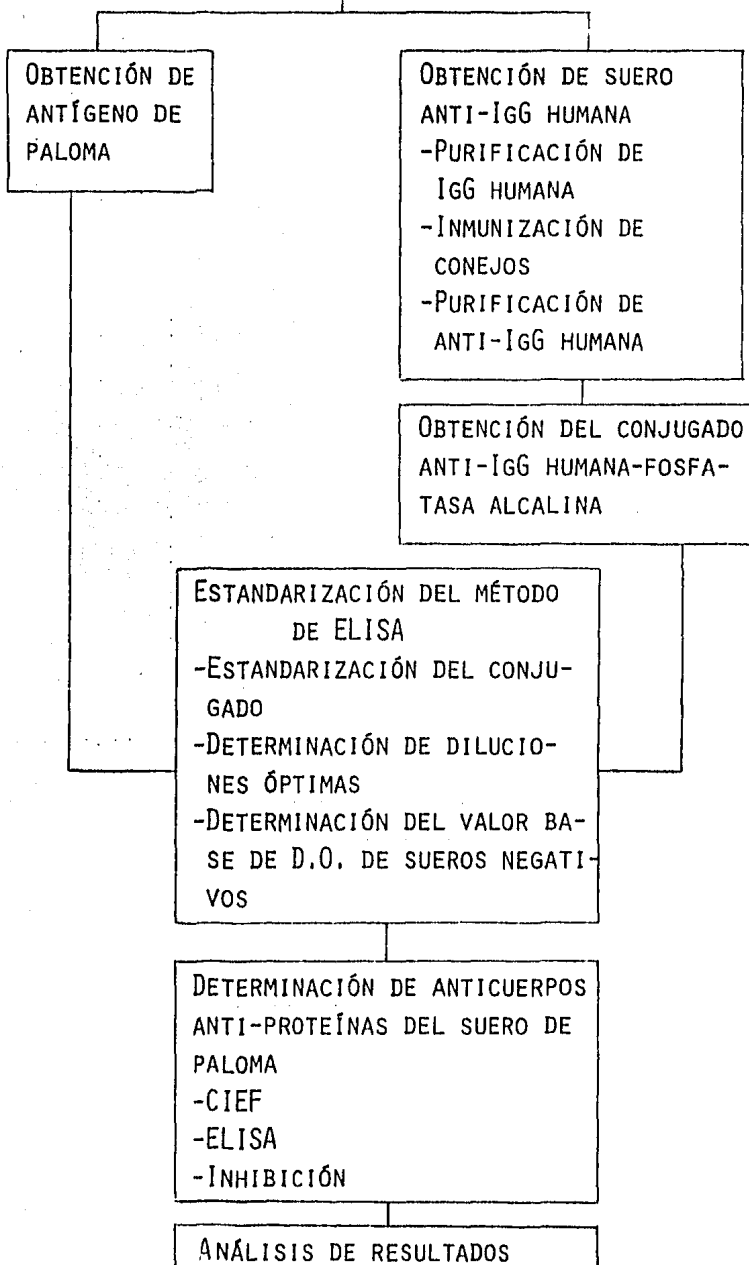 OBTENCIÓN DE
ANTÍGENO DE
PALOMA
OBTENCIÓN DE SUERO
ANTI-IGG HUMANA
-PURIFICACIÓN DE
IGG HUMANA
-INMUNIZACIÓN DE
CONEJOS
-PURIFICACIÓN DE
ANTI-IGG HUMANA
OBTENCIÓN DEL CONJUGADO
ANTI-IGG HUMANA-FOSFA-
TASA ALCALINA
ESTANDARIZACIÓN DEL MÉTODO
DE ELISA
-ESTANDARIZACIÓN DEL CONJU-
GADO
-DETERMINACIÓN DE DILUCIO-
NES ÓPTIMAS
-DETERMINACIÓN DEL VALOR BA-
SE DE D.O. DE SUEROS NEGATI-
VOS
DETERMINACIÓN DE ANTICUERPOS
ANTI-PROTEÍNAS DEL SUERO DE
PALOMA
-CIEF
-ELISA
-INHIBICIÓN
ANÁLISIS DE RESULTADOS